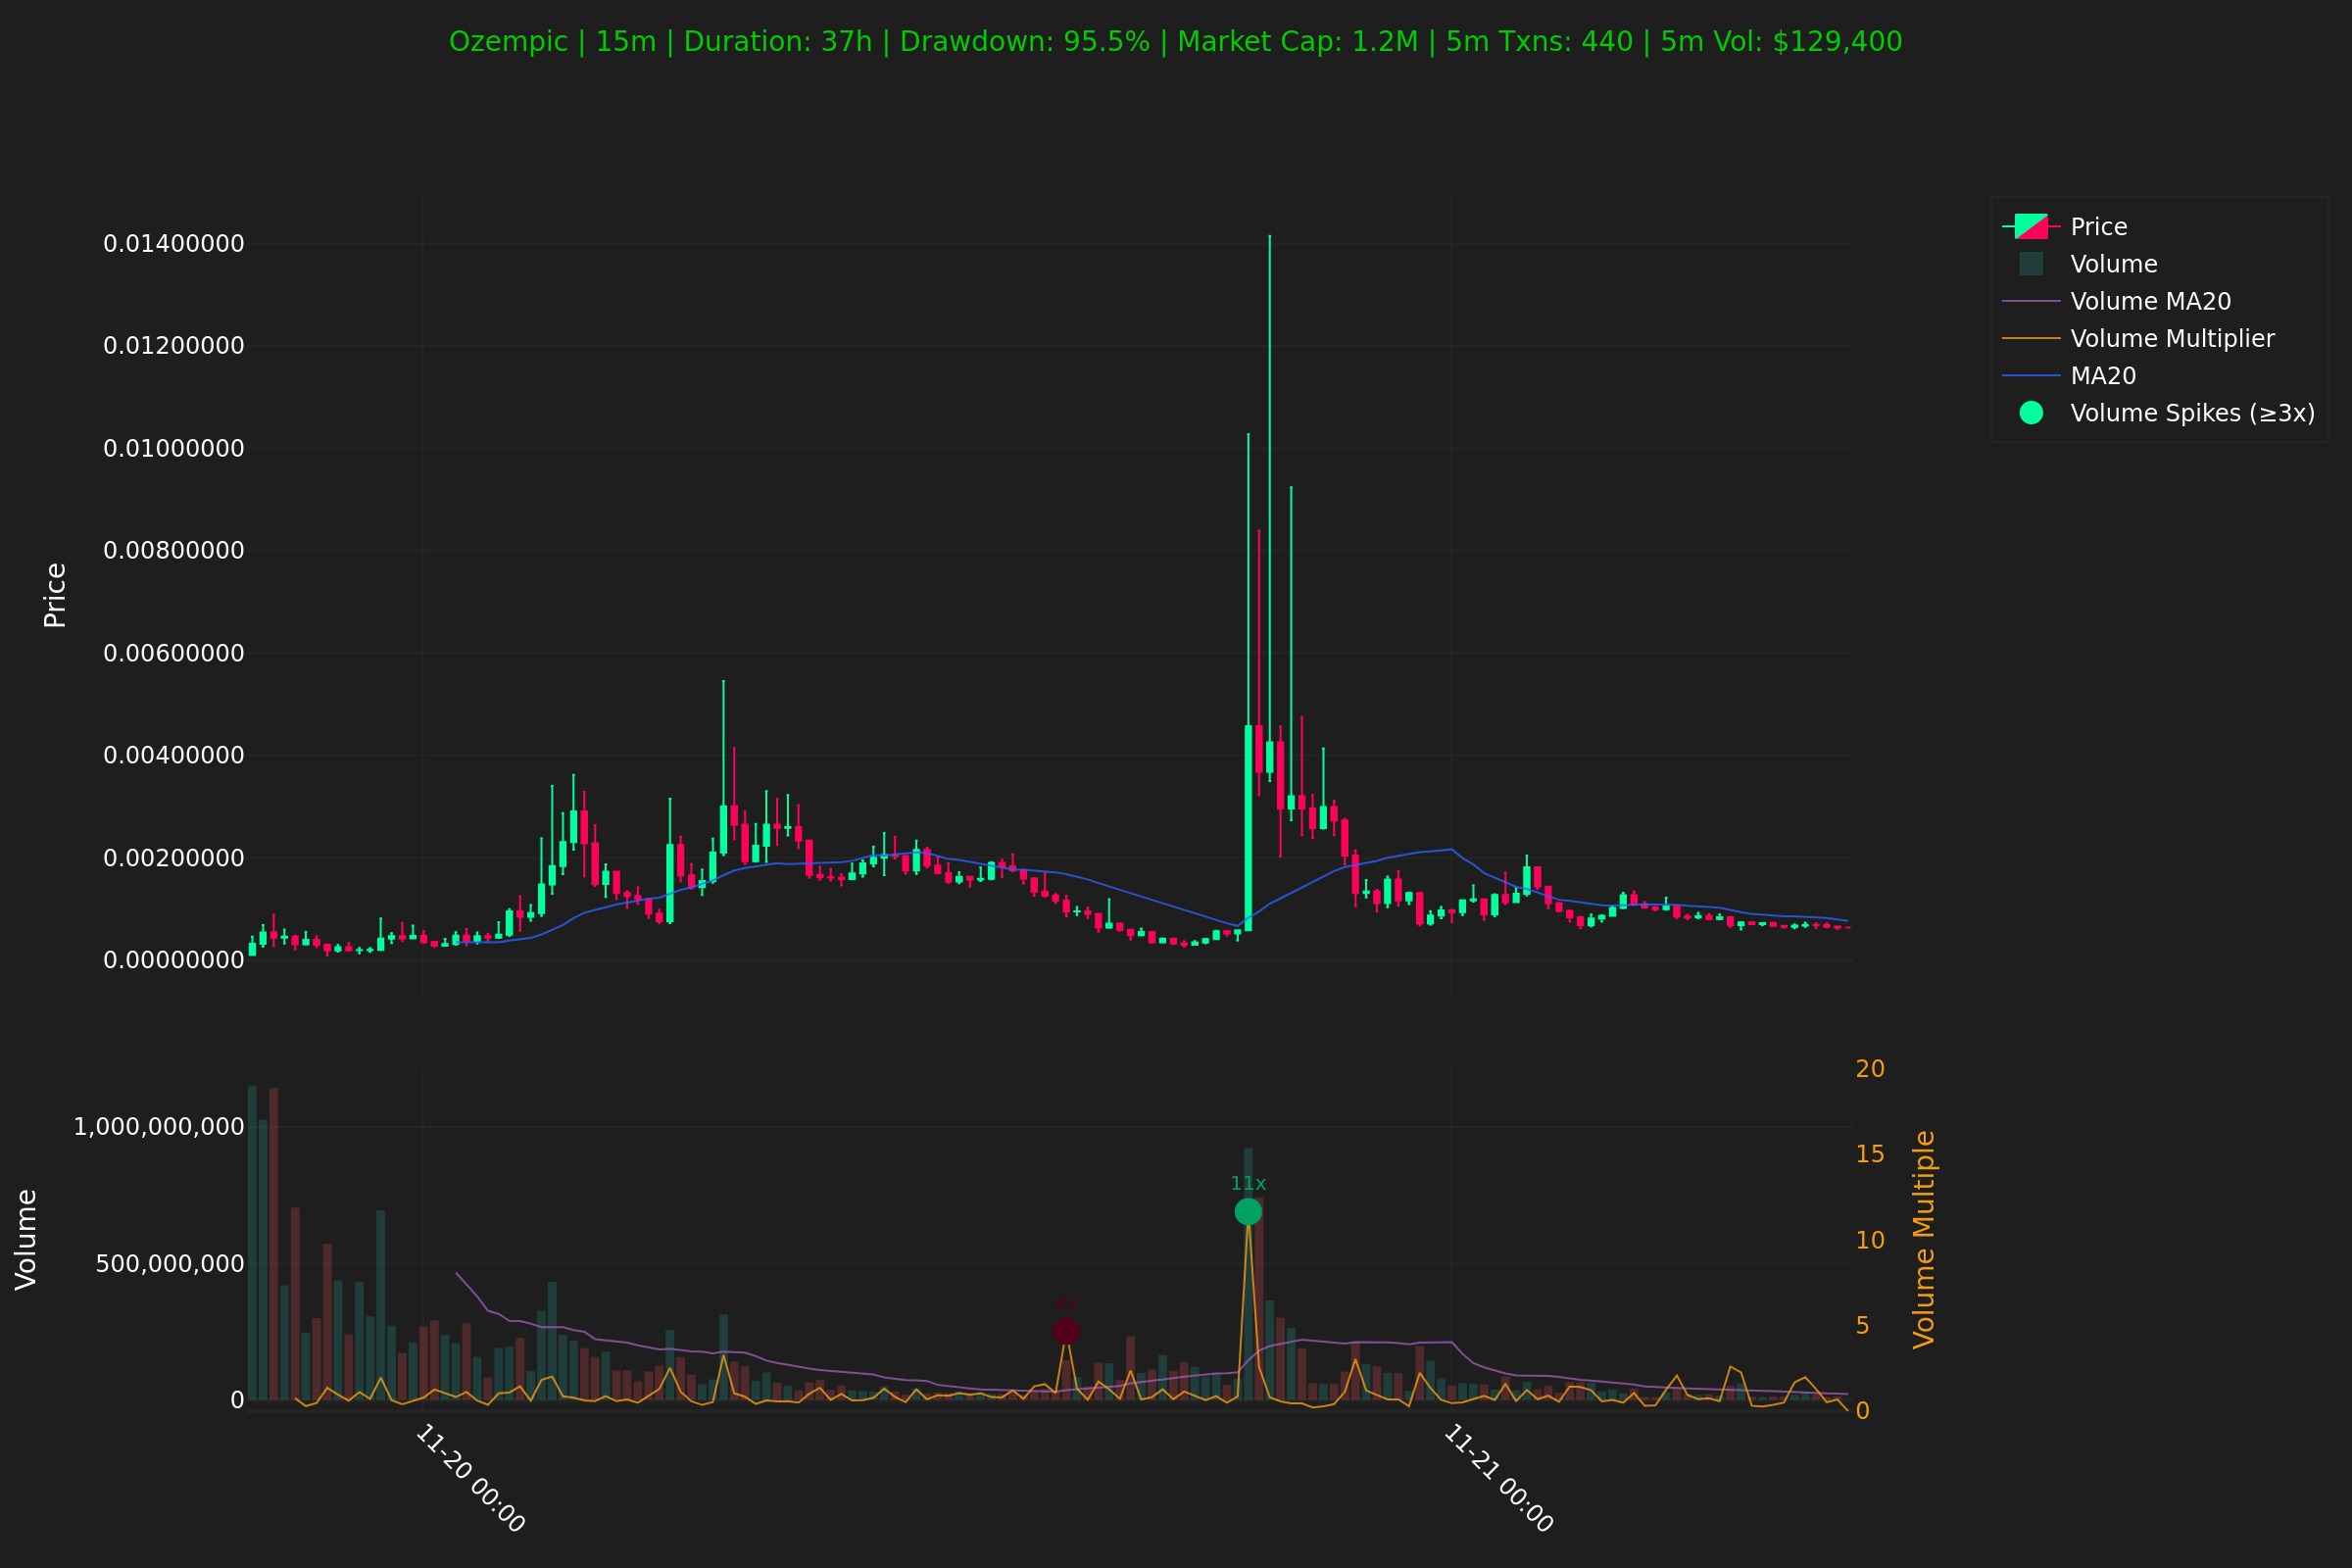 Ozempic | 15m | Duration: 37h | Drawdown: 95.5% | Market Cap: 1.2M | 5m Txns: 440 | 5m Vol: $129,400
Price
0.01400000
0.01200000
0.01000000
0.00800000
0.00600000
0.00400000
0.00200000
0.00000000
Price
Volume
Volume MA20
Volume Multiplier
MA20
Volume Spikes (≥3x)
Volume
1,000,000,000
500,000,000
0
11x
20
15
10
5
0
Volume Multiple
11-20 00:00
11-21 00:00